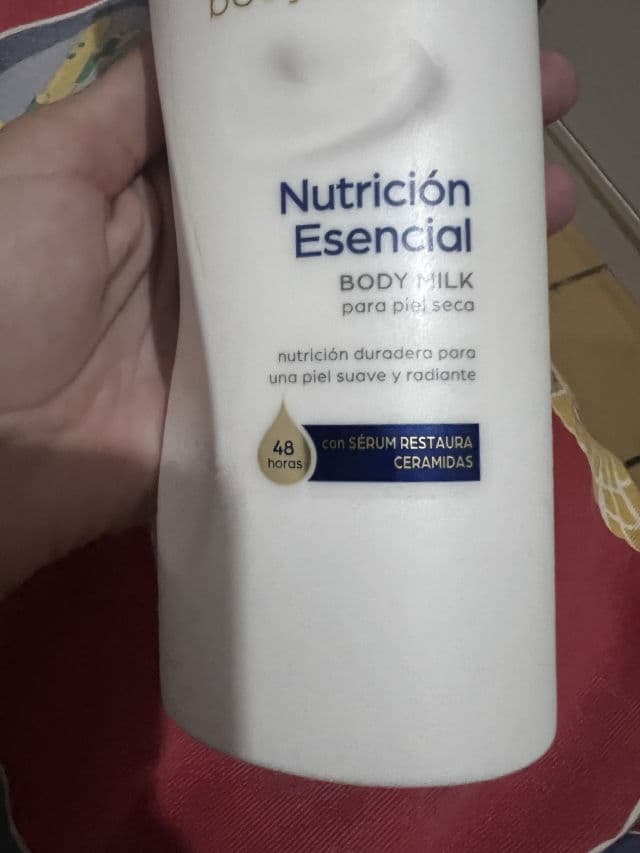 Nutrición
Esencial
BODY MILK
para piel seca
nutrición duradera para
una piel suave y radiante
48
horas
con SÉRUM RESTAURA
CERAMIDAS